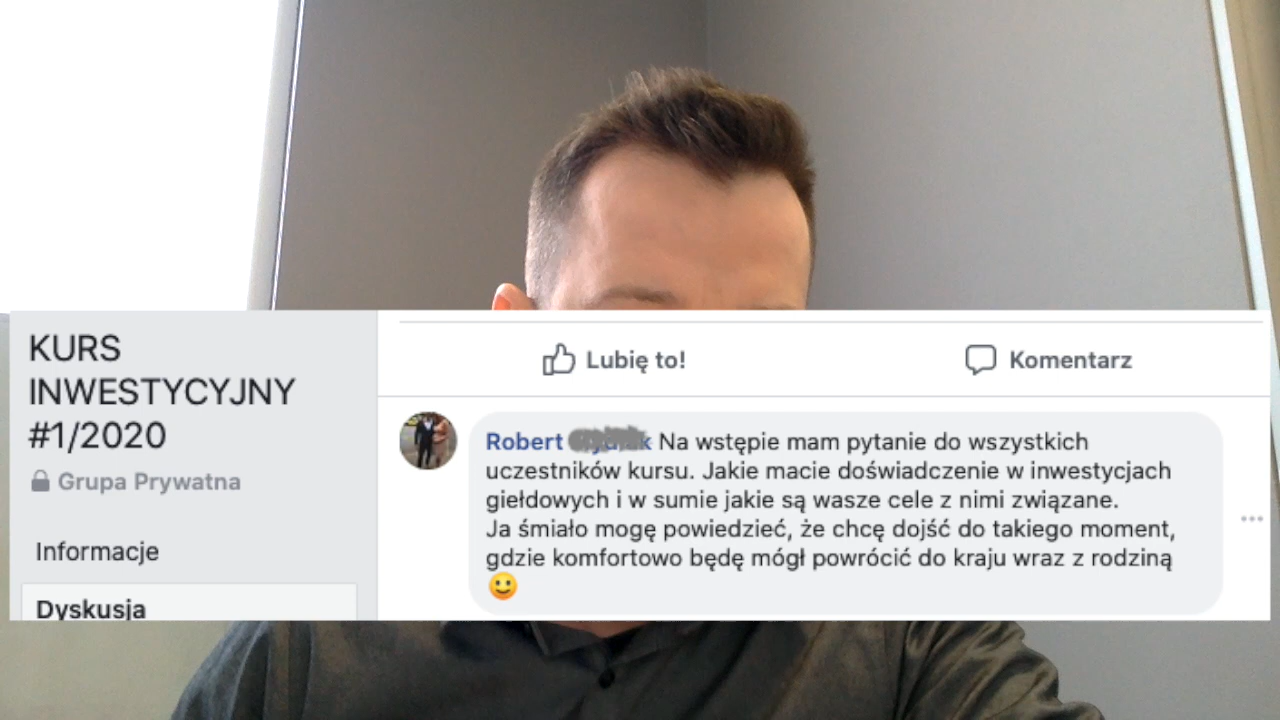 KURS
INWESTYCYJNY
#1/2020
Grupa Prywatna
Informacje
Dyskusja
Lubię to!
Komentarz
Robert Na wstępie mam pytanie do wszystkich
uczestników kursu. Jakie macie doświadczenie w inwestycjach
giełdowych i w sumie jakie są wasze cele z nimi związane.
Ja śmiało mogę powiedzieć, że chcę dojść do takiego moment,
gdzie komfortowo będę mógł powrócić do kraju wraz z rodziną